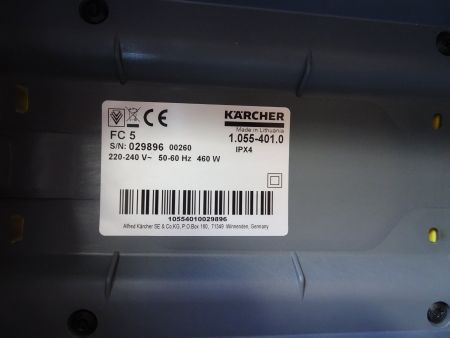 CE KÄRCHER
Made in Lithuania
FC 5 1.055-401.0
S/N: 029896 00260 IPX4
220-240 V~ 50-60 Hz 460 W
10554010029896
Alfred Kärcher SE & Co.KG, P.O.Box 160, 71349 Winnenden, Germany